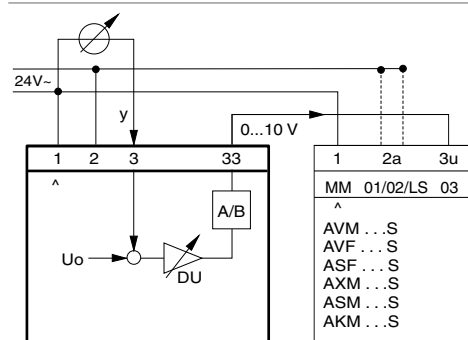 24V~
y
0...10 V
1 2 3 33
1 2a 3u
^
MM 01/02/LS 03
A/B
^
AVM . . .S
AVF . . .S
Uo
DU
ASF . . .S
AXM . . .S
ASM . . .S
AKM . . .S